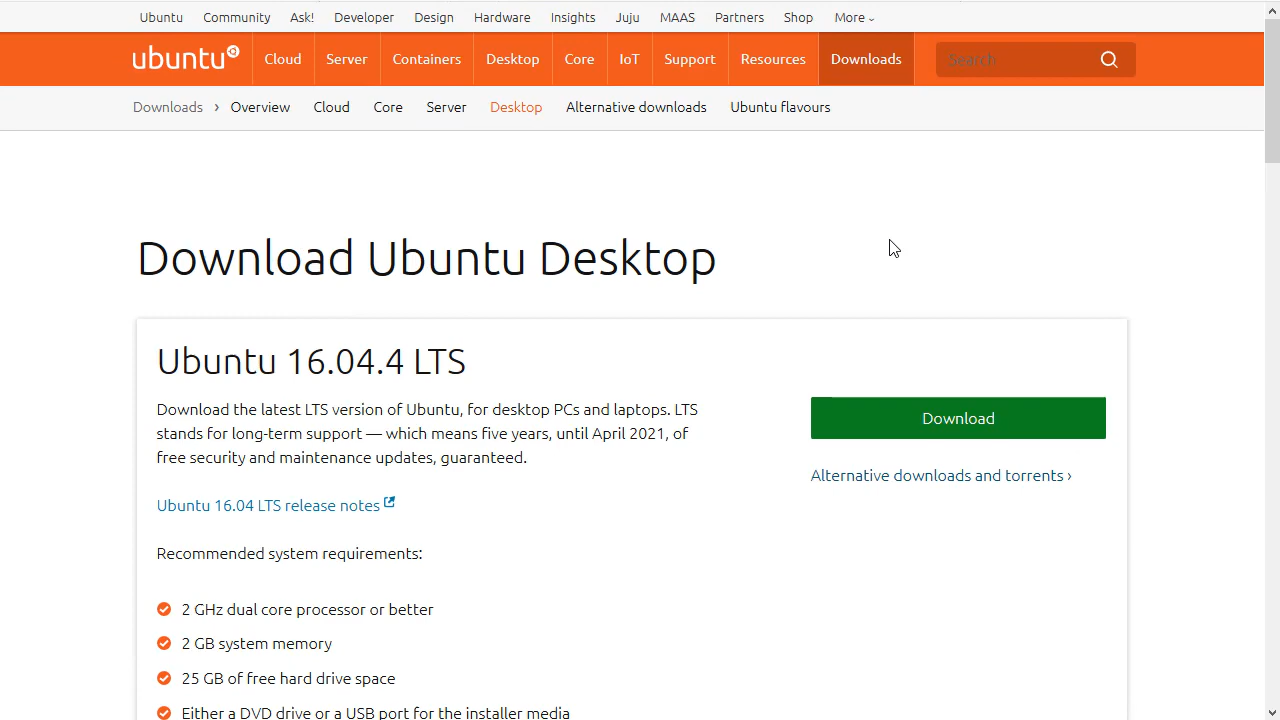 Ubuntu Community Ask! Developer Design Hardware Insights Juju MAAS Partners Shop More
ubuntu Cloud Server Containers Desktop Core IoT Support Resources Downloads Search
Downloads › Overview Cloud Core Server Desktop Alternative downloads Ubuntu flavours
Download Ubuntu Desktop
Ubuntu 16.04.4 LTS
Download the latest LTS version of Ubuntu, for desktop PCs and laptops. LTS
stands for long-term support — which means five years, until April 2021, of
free security and maintenance updates, guaranteed.
Download
Alternative downloads and torrents ›
Ubuntu 16.04 LTS release notes
Recommended system requirements:
2 GHz dual core processor or better
2 GB system memory
25 GB of free hard drive space
Either a DVD drive or a USB port for the installer media